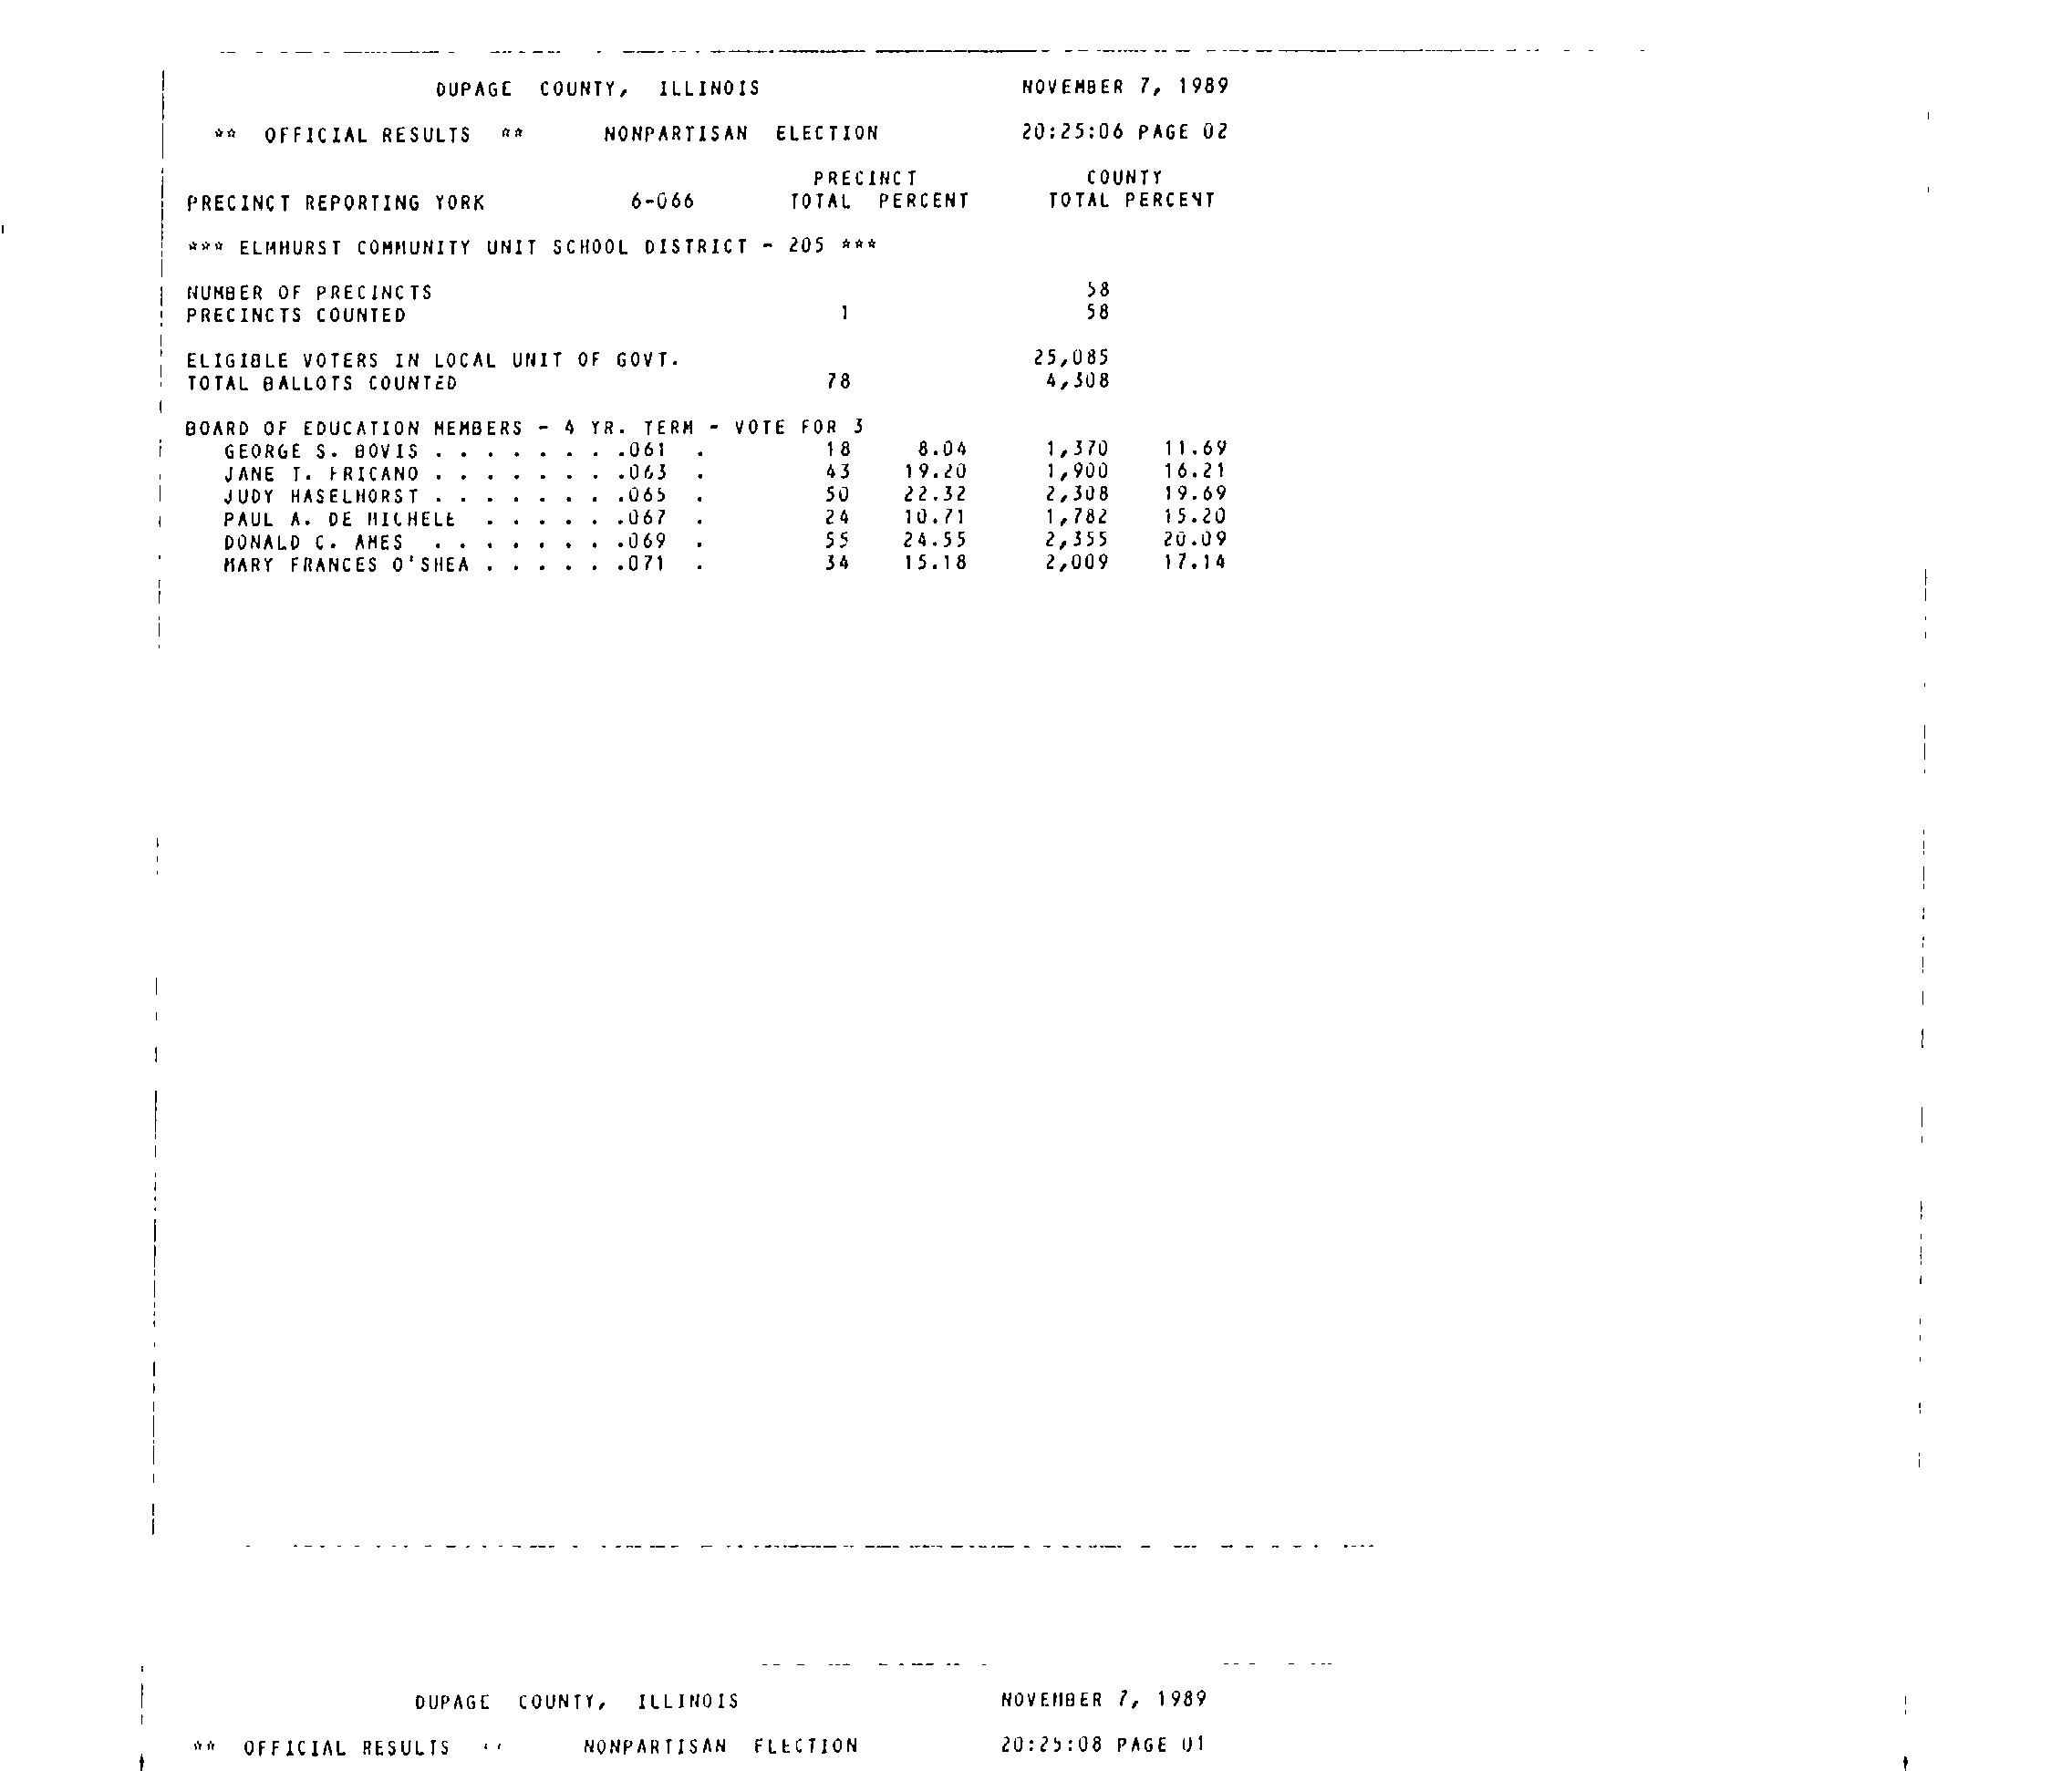 DUPAGE COUNTY, ILLINOIS NOVEMBER 7, 1989
** OFFICIAL RESULTS ** NONPARTISAN ELECTION 20:25:06 PAGE 02
PRECINCT COUNTY
PRECINCT REPORTING YORK 6-066 TOTAL PERCENT TOTAL PERCENT
*** ELMHURST COMMUNITY UNIT SCHOOL DISTRICT - 205 ***
NUMBER OF PRECINCTS 58
PRECINCTS COUNTED 1 58
ELIGIBLE VOTERS IN LOCAL UNIT OF GOVT. 25,085
TOTAL BALLOTS COUNTED 78 4,308
BOARD OF EDUCATION MEMBERS - 4 YR. TERM - VOTE FOR 3
GEORGE S. BOVIS . . . . . . . .061 . 18 8.04 1,370 11.69
JANE T. FRICANO . . . . . . . .063 . 43 19.20 1,900 16.21
JUDY HASELHORST . . . . . . . .065 . 50 22.32 2,308 19.69
PAUL A. DE MICHELE . . . . . .067 . 24 10.71 1,782 15.20
DONALD C. AMES . . . . . . . .069 . 55 24.55 2,355 20.09
MARY FRANCES O'SHEA . . . . . .071 . 34 15.18 2,009 17.14
DUPAGE COUNTY, ILLINOIS NOVEMBER 7, 1989
** OFFICIAL RESULTS NONPARTISAN ELECTION 20:25:08 PAGE 01